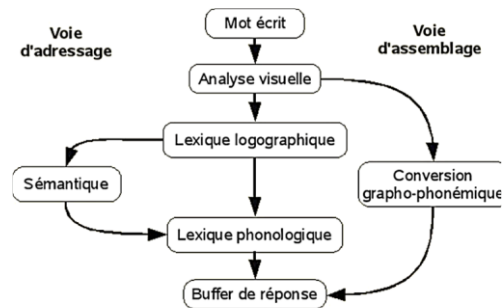 Mot écrit
Voie
d'adressage
Voie
d'assemblage
Analyse visuelle
Lexique logographique
Sémantique
Conversion
grapho-phonémique
Lexique phonologique
Buffer de réponse